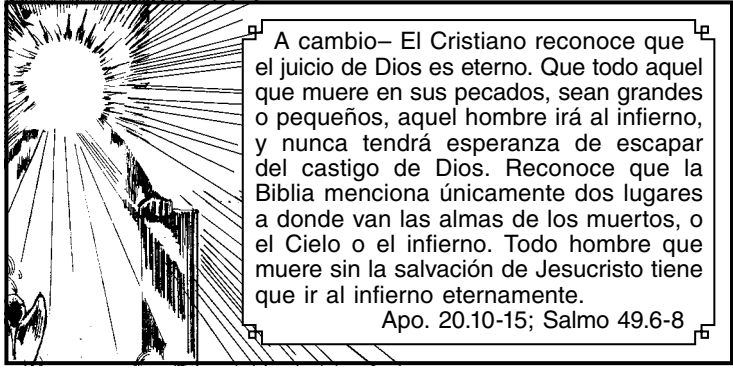 A cambio– El Cristiano reconoce que
el juicio de Dios es eterno. Que todo aquel
que muere en sus pecados, sean grandes
o pequeños, aquel hombre irá al infierno,
y nunca tendrá esperanza de escapar
del castigo de Dios. Reconoce que la
Biblia menciona únicamente dos lugares
a donde van las almas de los muertos, o
el Cielo o el infierno. Todo hombre que
muere sin la salvación de Jesucristo tiene
que ir al infierno eternamente.
Apo. 20.10-15; Salmo 49.6-8